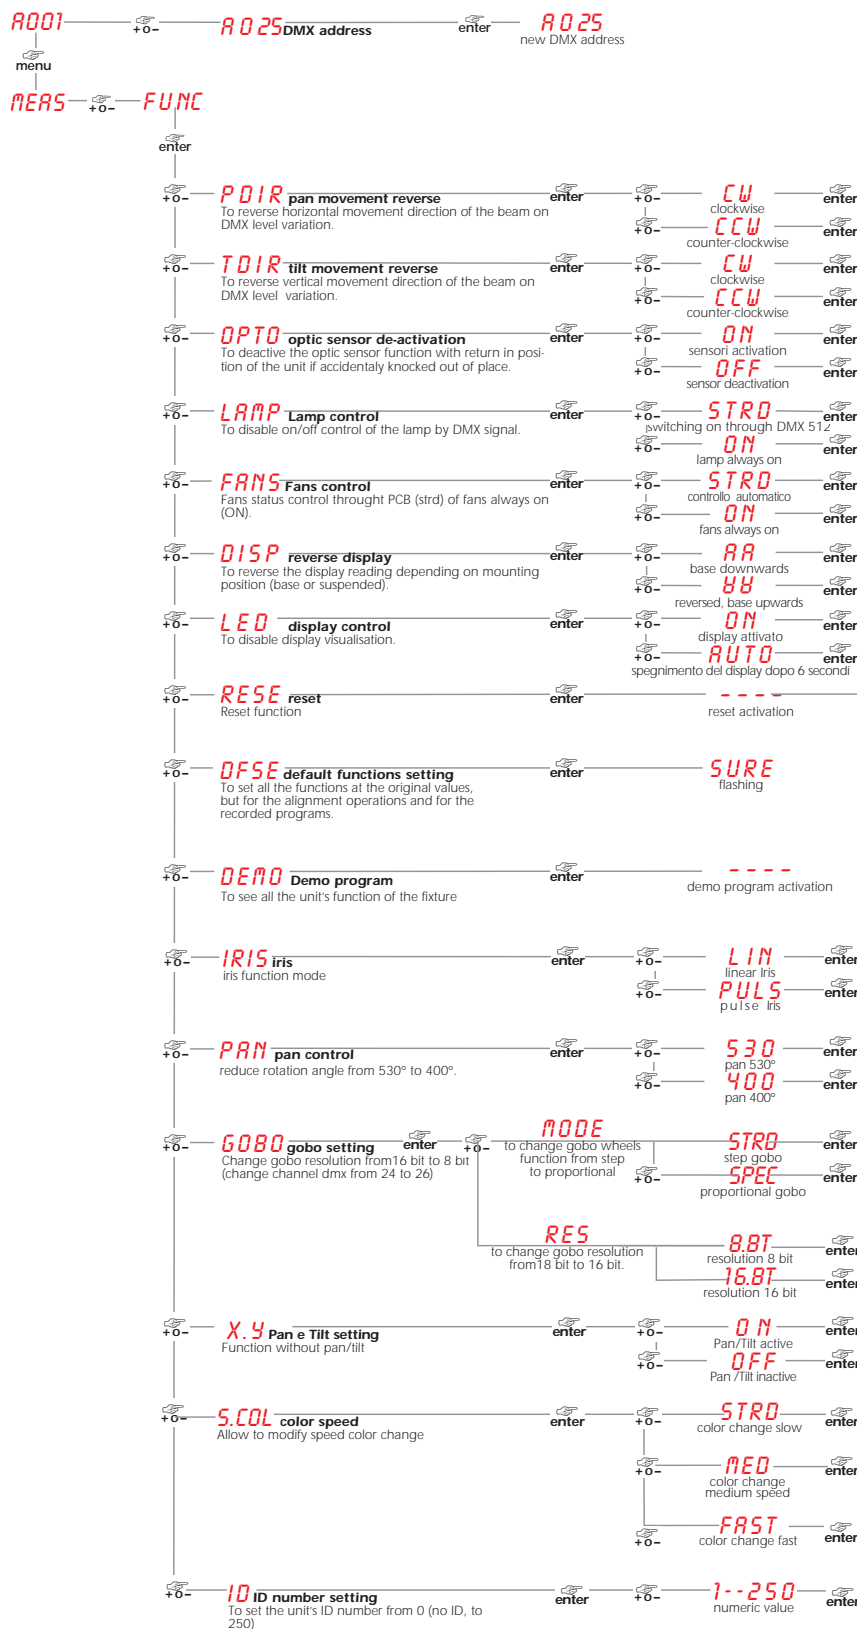 A001 +o- A025 DMX address enter A025
new DMX address
menu
MEAS +o- FUNC
enter
+o- PDIR pan movement reverse enter +o- CW enter
To reverse horizontal movement direction of the beam on clockwise
DMX level variation. +o- CCW enter
counter-clockwise
+o- TDIR tilt movement reverse enter +o- CW enter
To reverse vertical movement direction of the beam on clockwise
DMX level variation. +o- CCW enter
counter-clockwise
+o- OPTO optic sensor de-activation enter +o- ON enter
To deactive the optic sensor function with return in posi- sensori activation
tion of the unit if accidentaly knocked out of place. +o- OFF enter
sensor deactivation
+o- LAMP Lamp control enter +o- STRD enter
To disable on/off control of the lamp by DMX signal. switching on through DMX 512
+o- ON enter
lamp always on
+o- FANS Fans control enter +o- STRD enter
Fans status control throught PCB (strd) of fans always on controllo automatico
(ON). +o- ON enter
fans always on
+o- DISP reverse display enter +o- AA enter
To reverse the display reading depending on mounting base downwards
position (base or suspended). +o- enter
reversed, base upwards
+o- LED display control enter +o- ON enter
To disable display visualisation. display attivato
+o- AUTO enter
spegnimento del display dopo 6 secondi
+o- RESE reset enter ----
Reset function reset activation
+o- DFSE default functions setting enter SURE
To set all the functions at the original values, flashing
but for the alignment operations and for the
recorded programs.
+o- DEMO Demo program enter ----
To see all the unit's function of the fixture demo program activation
+o- IRIS iris enter +o- LIN enter
iris function mode linear Iris
+o- PULS enter
pulse Iris
+o- PAN pan control enter +o- 530 enter
reduce rotation angle from 530° to 400°. pan 530°
+o- 400 enter
pan 400°
+o- GOBO gobo setting enter +o- MODE STRD enter
Change gobo resolution from16 bit to 8 bit to change gobo wheels step gobo
(change channel dmx from 24 to 26) function from step +o- SPEC enter
to proportional proportional gobo
RES 8.BT enter
to change gobo resolution resolution 8 bit
from18 bit to 16 bit. 16.BT enter
resolution 16 bit
+o- X.Y Pan e Tilt setting enter +o- ON enter
Function without pan/tilt Pan/Tilt active
+o- OFF enter
Pan /Tilt inactive
+o- S.COL color speed enter +o- STRD enter
Allow to modify speed color change color change slow
+o- MED enter
color change
medium speed
+o- FAST enter
color change fast
+o- ID ID number setting enter +o- 1--250 enter
To set the unit's ID number from 0 (no ID, to numeric value
250)